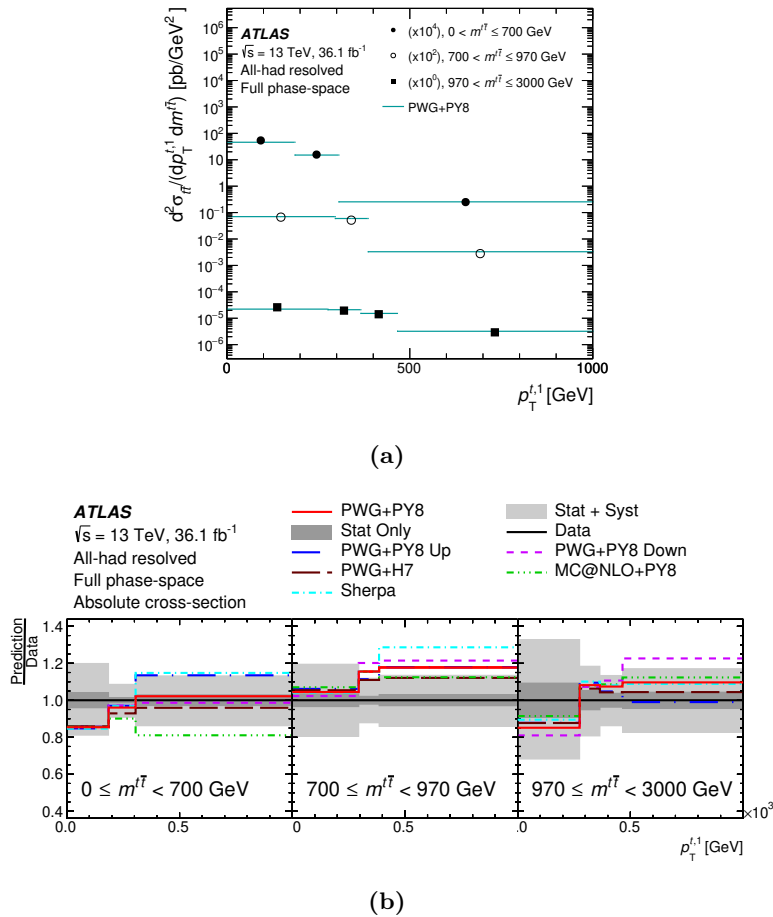 d²σ_tt̄/(dp_T^{t,1} dm^{tt̄}) [pb/GeV²]
10⁶
10⁵
10⁴
10³
10²
10
1
10⁻¹
10⁻²
10⁻³
10⁻⁴
10⁻⁵
10⁻⁶
ATLAS
√s = 13 TeV, 36.1 fb⁻¹
All-had resolved
Full phase-space
(x10⁴), 0 < m^{tt̄} ≤ 700 GeV
(x10²), 700 < m^{tt̄} ≤ 970 GeV
(x10⁰), 970 < m^{tt̄} ≤ 3000 GeV
PWG+PY8
0 500 1000
p_T^{t,1} [GeV]
(a)
ATLAS
√s = 13 TeV, 36.1 fb⁻¹
All-had resolved
Full phase-space
Absolute cross-section
PWG+PY8
Stat Only
PWG+PY8 Up
PWG+H7
Sherpa
Stat + Syst
Data
PWG+PY8 Down
MC@NLO+PY8
Prediction
Data
1.4
1.2
1.0
0.8
0.6
0.4
0 ≤ m^{tt̄} < 700 GeV
700 ≤ m^{tt̄} < 970 GeV
970 ≤ m^{tt̄} < 3000 GeV
0.0 0.5 0.0 0.5 .0 0.5 ×10³
p_T^{t,1} [GeV]
(b)